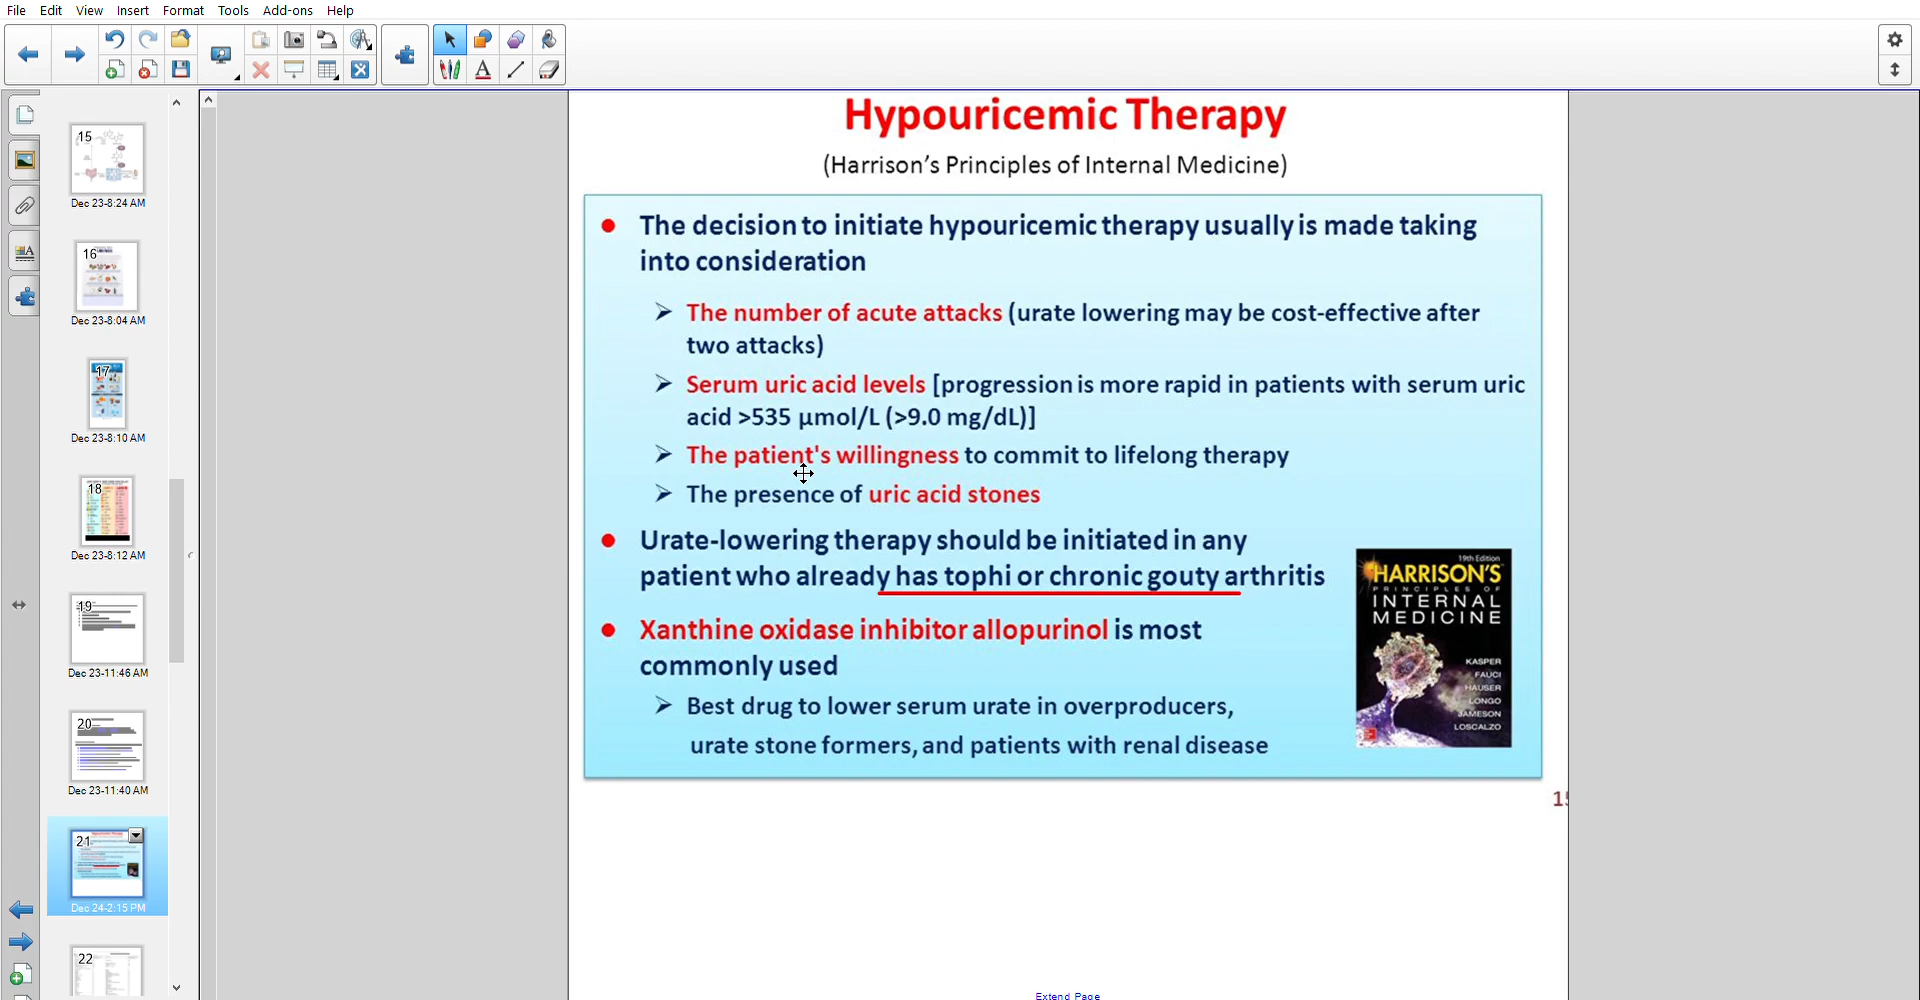 File Edit View Insert Format Tools Add-ons Help
15
Dec 23-8:24 AM
16
Dec 23-8:04 AM
17
Dec 23-8:10 AM
18
Dec 23-8:12 AM
19
Dec 23-11:46 AM
20
Dec 23-11:40 AM
21
Dec 24-2:15 PM
22
Hypouricemic Therapy
(Harrison’s Principles of Internal Medicine)
● The decision to initiate hypouricemic therapy usually is made taking
into consideration
➢ The number of acute attacks (urate lowering may be cost-effective after
two attacks)
➢ Serum uric acid levels [progression is more rapid in patients with serum uric
acid >535 µmol/L (>9.0 mg/dL)]
➢ The patient's willingness to commit to lifelong therapy
➢ The presence of uric acid stones
● Urate-lowering therapy should be initiated in any
patient who already has tophi or chronic gouty arthritis
● Xanthine oxidase inhibitor allopurinol is most
commonly used
➢ Best drug to lower serum urate in overproducers,
urate stone formers, and patients with renal disease
19th Edition
HARRISON'S
PRINCIPLES OF
INTERNAL
MEDICINE
KASPER
FAUCI
HAUSER
LONGO
JAMESON
LOSCALZO
Extend Page